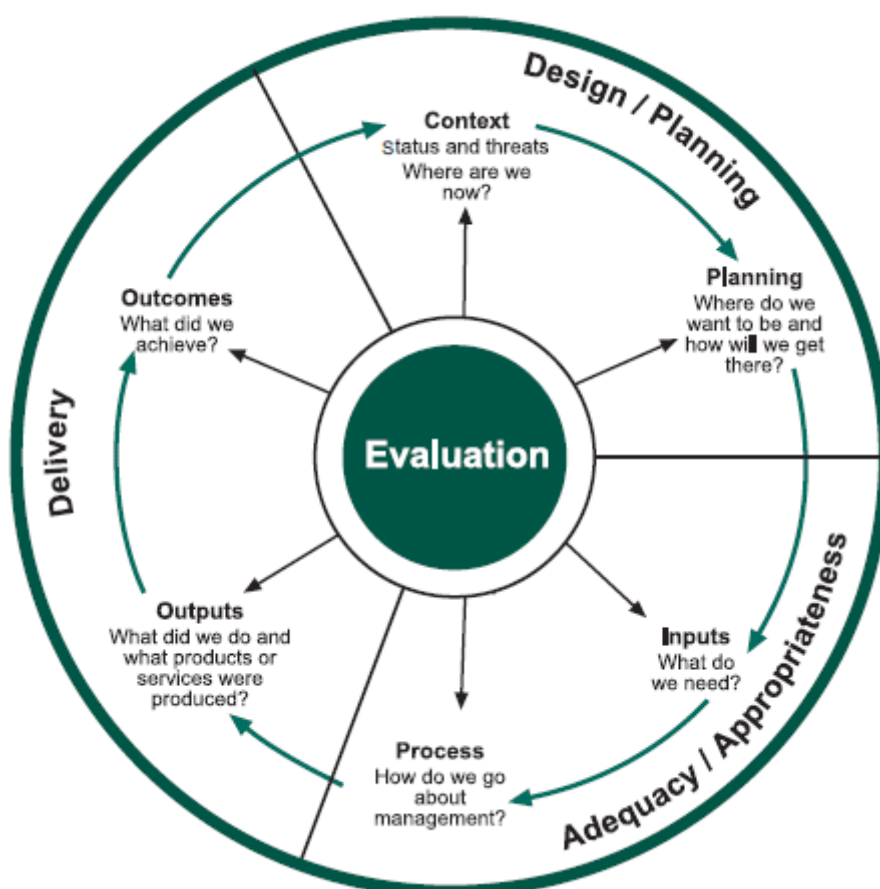 Design / Planning
Context
Status and threats
Where are we
now?
Planning
Where do we
want to be and
how will we get
there?
Outcomes
What did we
achieve?
Delivery
Evaluation
Outputs
What did we do and
what products or
services were
produced?
Inputs
What do
we need?
Process
How do we go
about
management?
Adequacy / Appropriateness